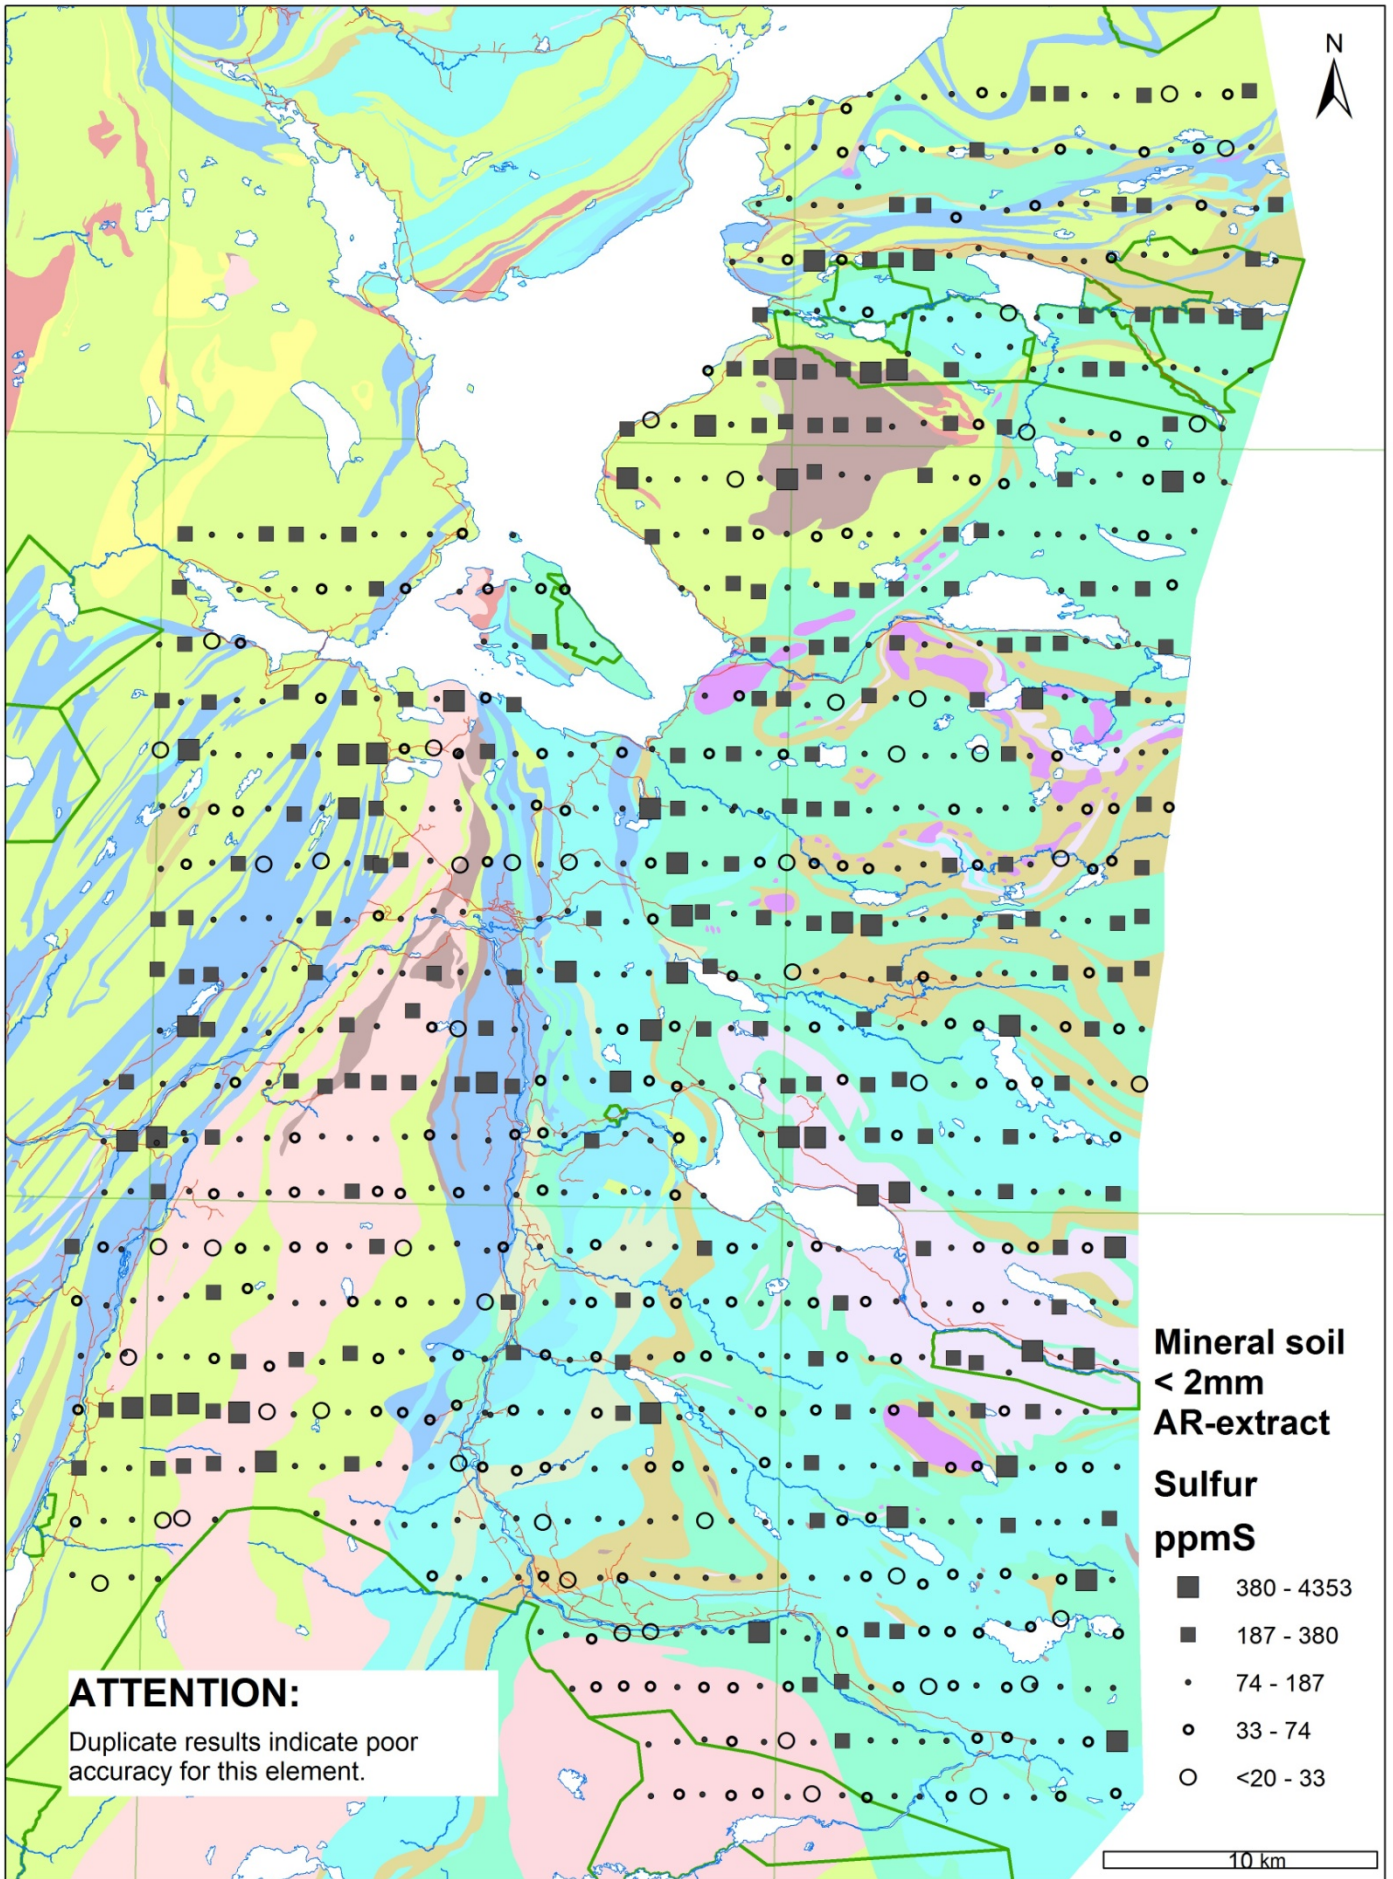 N
Mineral soil
< 2mm
AR-extract
Sulfur
ppmS
380 - 4353
187 - 380
74 - 187
33 - 74
<20 - 33
ATTENTION:
Duplicate results indicate poor
accuracy for this element.
10 km